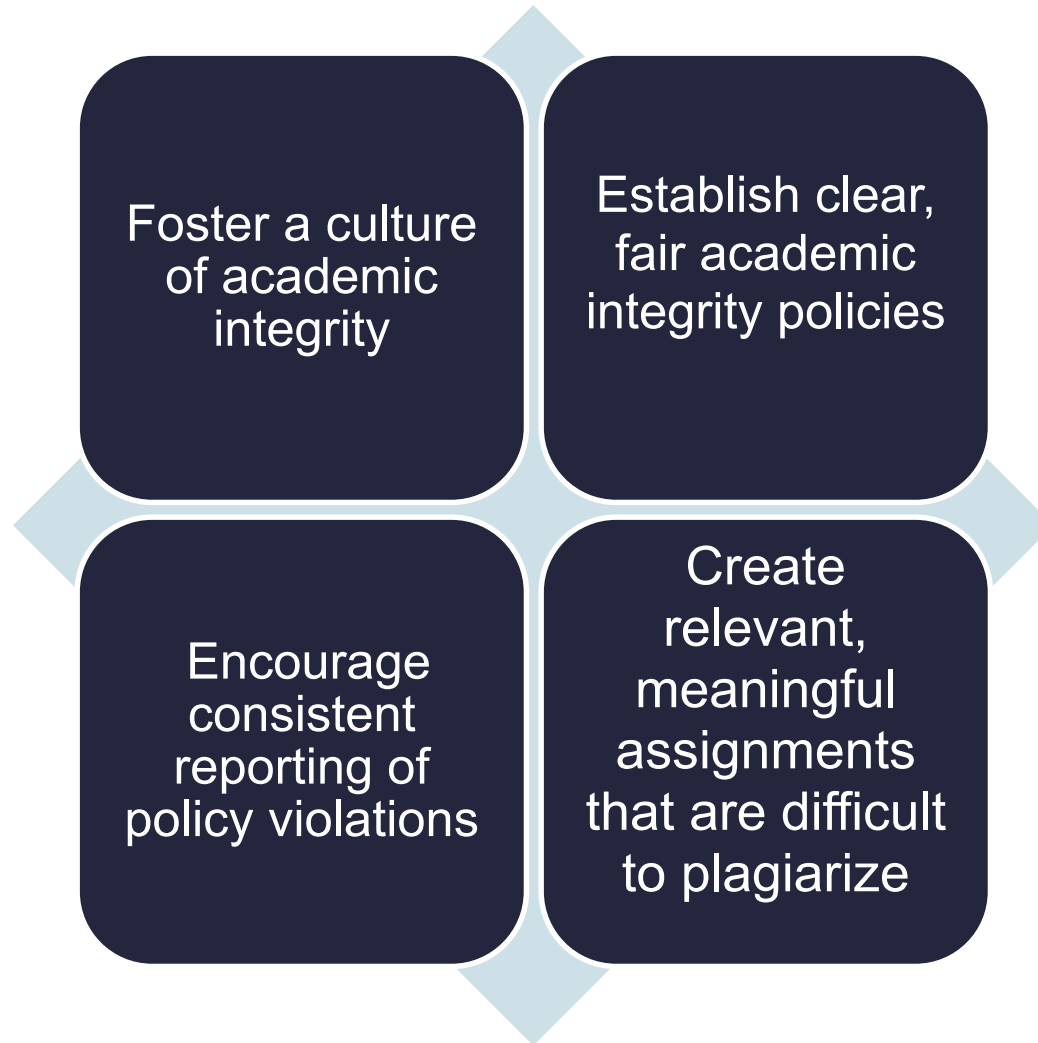 Foster a culture
of academic
integrity
Establish clear,
fair academic
integrity policies
Encourage
consistent
reporting of
policy violations
Create
relevant,
meaningful
assignments
that are difficult
to plagiarize